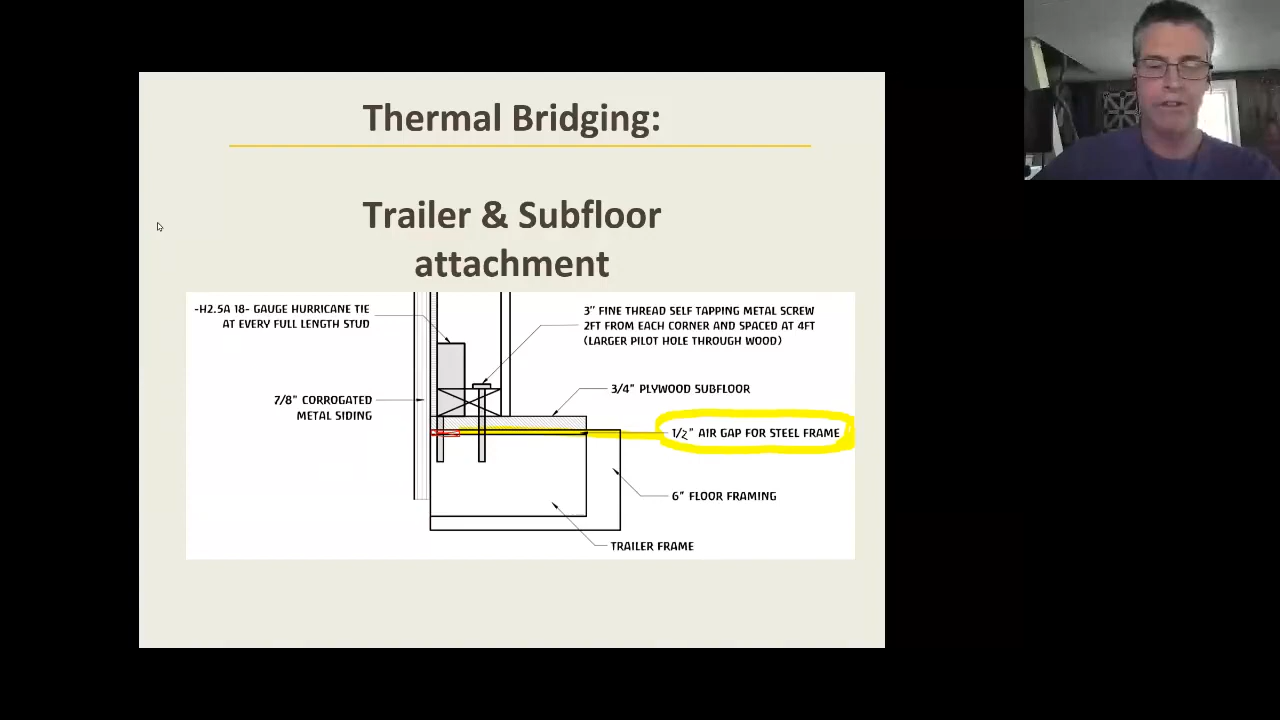 Thermal Bridging:
Trailer & Subfloor
attachment
-H2.5A 18- GAUGE HURRICANE TIE
AT EVERY FULL LENGTH STUD
3" FINE THREAD SELF TAPPING METAL SCREW
2FT FROM EACH CORNER AND SPACED AT 4FT
(LARGER PILOT HOLE THROUGH WOOD)
7/8" CORROGATED
METAL SIDING
3/4" PLYWOOD SUBFLOOR
1/2" AIR GAP FOR STEEL FRAME
6" FLOOR FRAMING
TRAILER FRAME